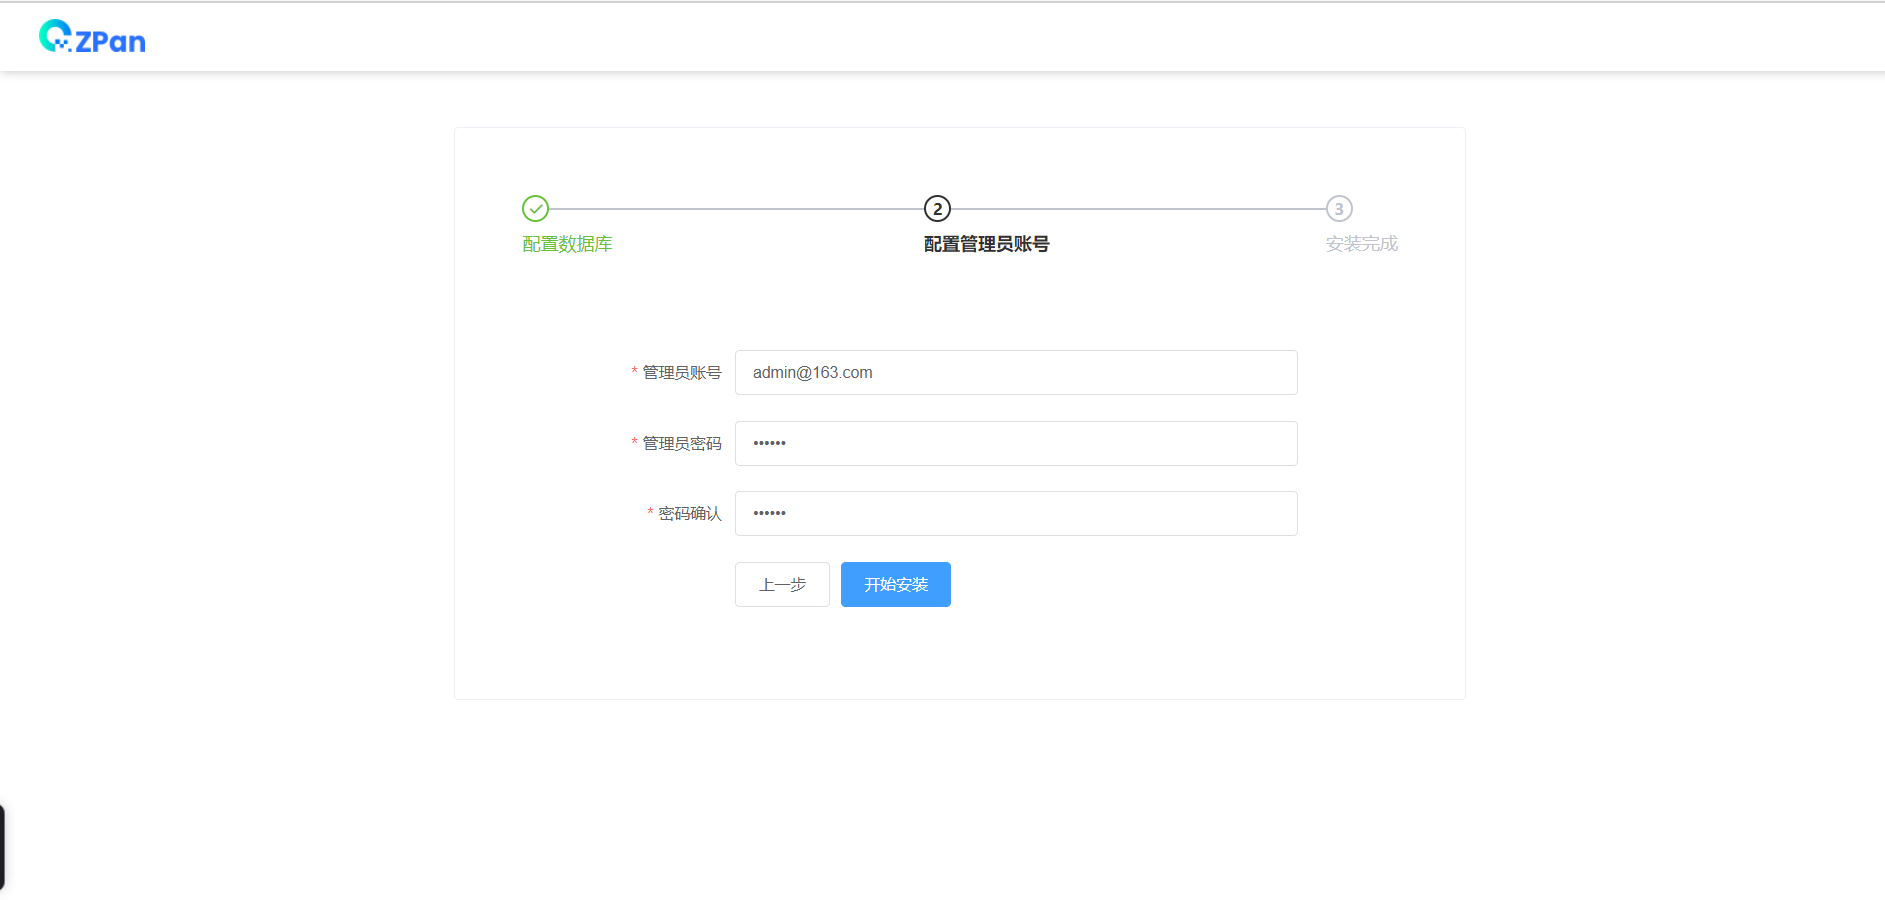 ZPan
2
3
配置数据库
配置管理员账号
安装完成
* 管理员账号
admin@163.com
* 管理员密码
••••••
* 密码确认
••••••
上一步
开始安装